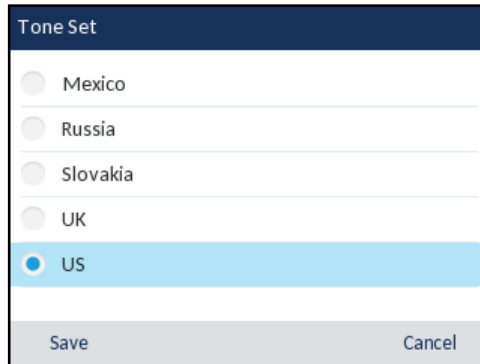 Tone Set
Mexico
Russia
Slovakia
UK
US
Save Cancel